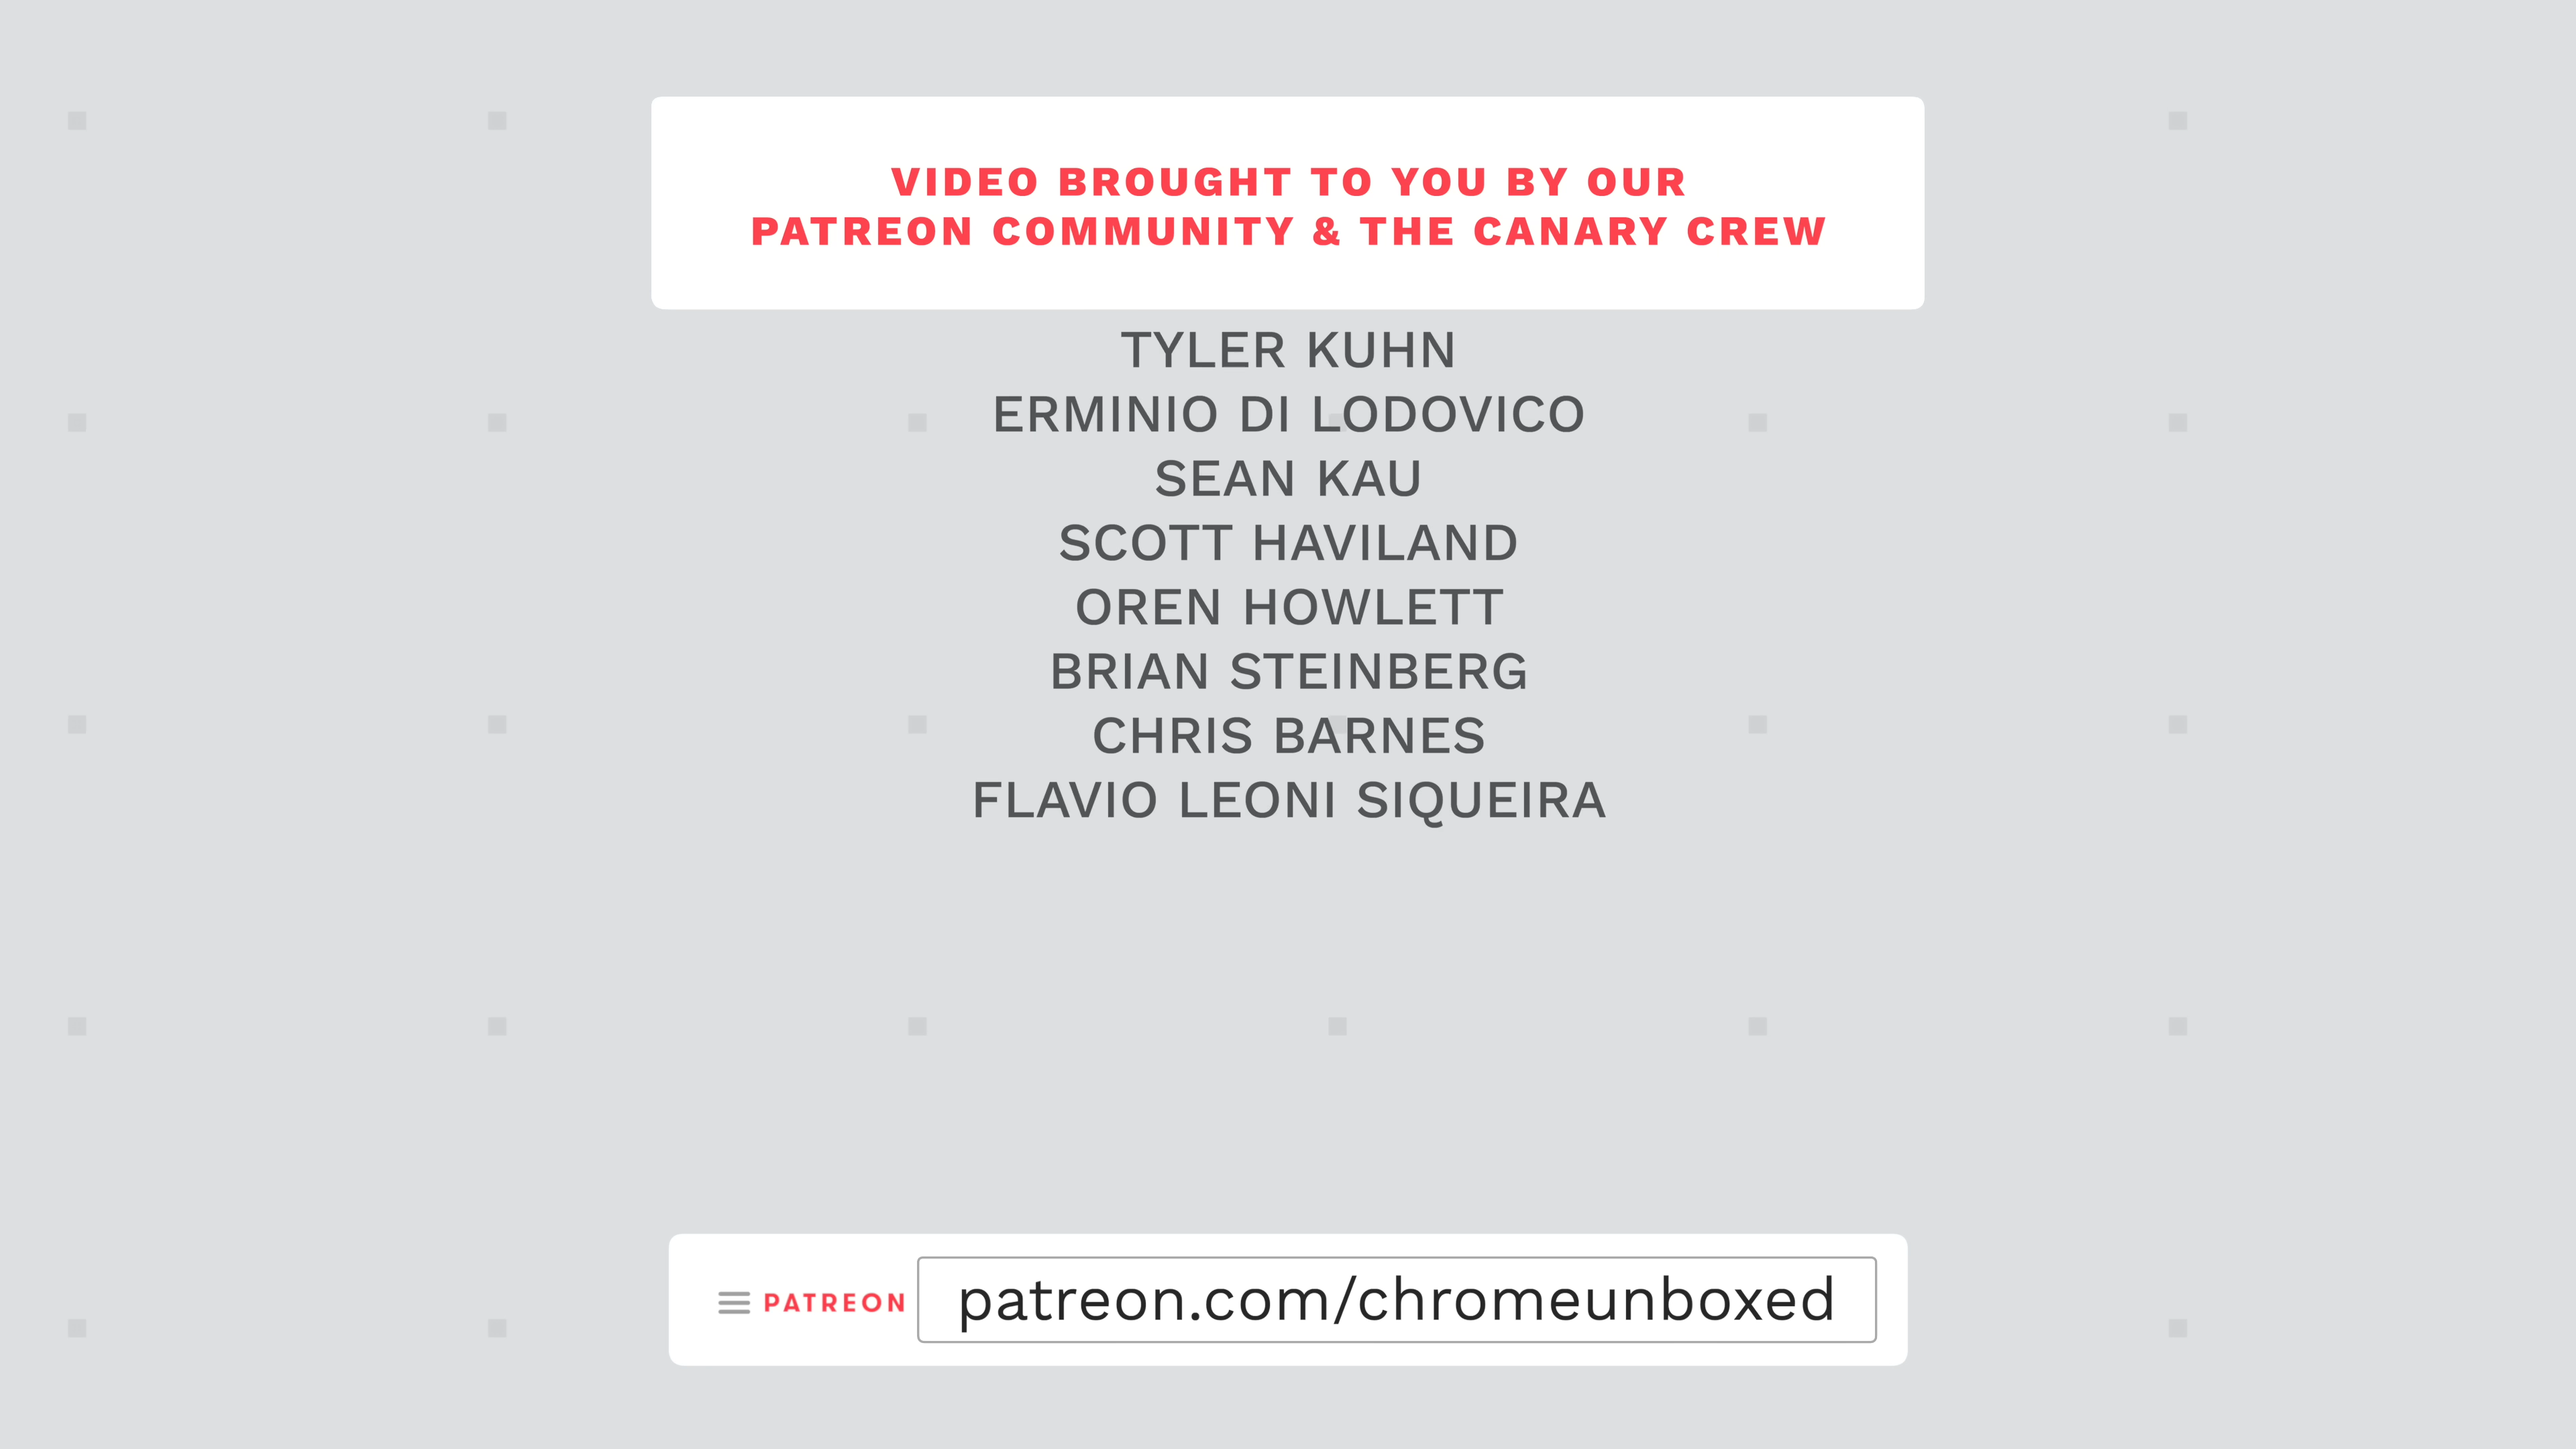 VIDEO BROUGHT TO YOU BY OUR
PATREON COMMUNITY & THE CANARY CREW
TYLER KUHN
ERMINIO DI LODOVICO
SEAN KAU
SCOTT HAVILAND
OREN HOWLETT
BRIAN STEINBERG
CHRIS BARNES
FLAVIO LEONI SIQUEIRA
PATREON patreon.com/chromeunboxed